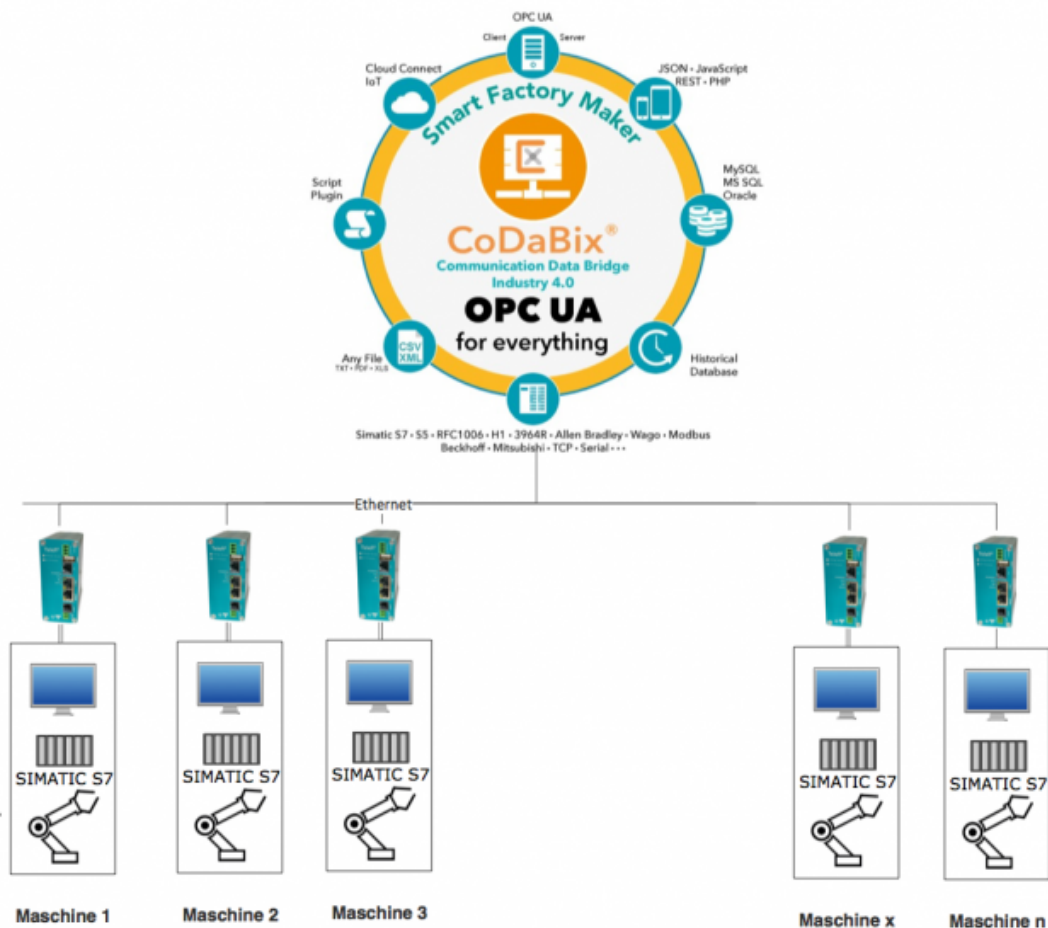 OPC UA
Client
Server
Cloud Connect
IoT
JSON • JavaScript
REST • PHP
Smart Factory Maker
Script
Plugin
MySQL
MS SQL
Oracle
CoDaBix®
Communication Data Bridge
Industry 4.0
OPC UA
for everything
CSV
XML
Any File
TXT • PDF • XLS
Historical
Database
Simatic S7 • S5 • RFC1006 • H1 • 3964R • Allen Bradley • Wago • Modbus
Beckhoff • Mitsubishi • TCP • Serial • • •
Ethernet
SIMATIC S7
SIMATIC S7
SIMATIC S7
SIMATIC S7
SIMATIC S7
Maschine 1
Maschine 2
Maschine 3
Maschine x
Maschine n